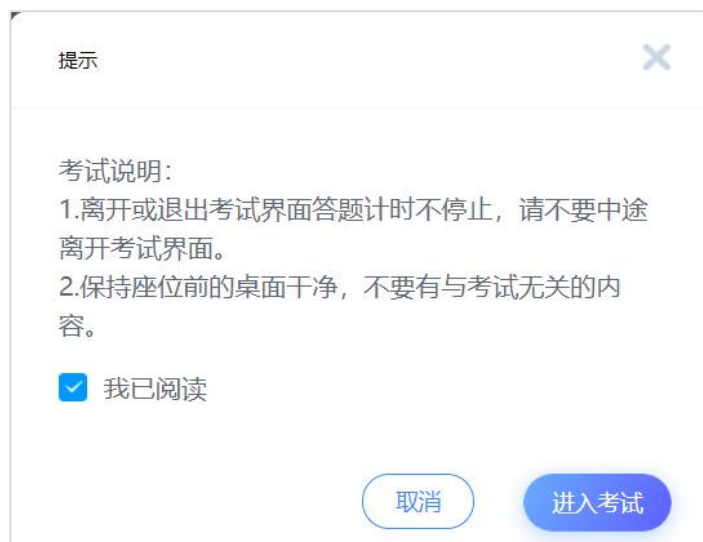 提示
考试说明：
1.离开或退出考试界面答题计时不停止，请不要中途
离开考试界面。
2.保持座位前的桌面干净，不要有与考试无关的内
容。
我已阅读
取消
进入考试